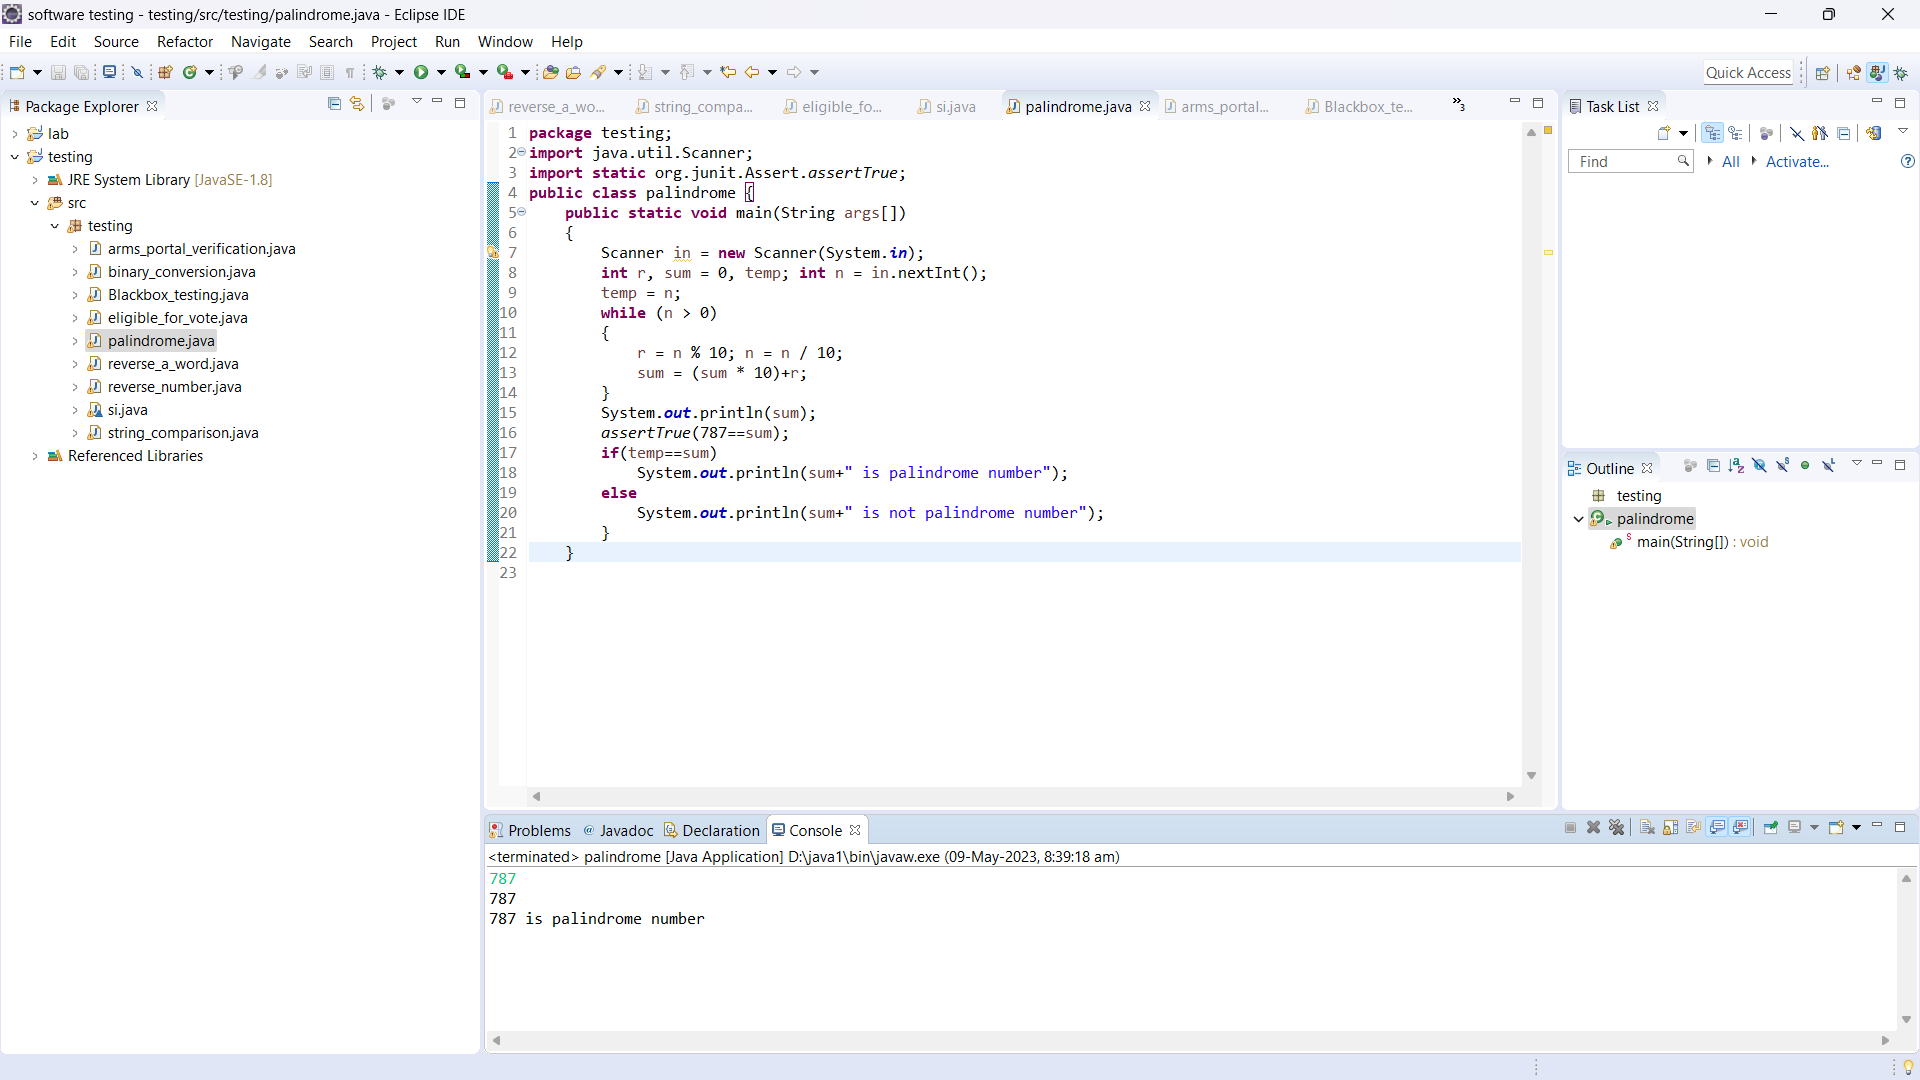 software testing - testing/src/testing/palindrome.java - Eclipse IDE
File Edit Source Refactor Navigate Search Project Run Window Help
Quick Access
Package Explorer
lab
testing
JRE System Library [JavaSE-1.8]
src
testing
arms_portal_verification.java
binary_conversion.java
Blackbox_testing.java
eligible_for_vote.java
palindrome.java
reverse_a_word.java
reverse_number.java
si.java
string_comparison.java
Referenced Libraries
reverse_a_wo... string_compa... eligible_fo... si.java palindrome.java arms_portal... Blackbox_te... »3
1 package testing;
2 import java.util.Scanner;
3 import static org.junit.Assert.assertTrue;
4 public class palindrome {
5 public static void main(String args[])
6 {
7 Scanner in = new Scanner(System.in);
8 int r, sum = 0, temp; int n = in.nextInt();
9 temp = n;
10 while (n > 0)
11 {
12 r = n % 10; n = n / 10;
13 sum = (sum * 10)+r;
14 }
15 System.out.println(sum);
16 assertTrue(787==sum);
17 if(temp==sum)
18 System.out.println(sum+" is palindrome number");
19 else
20 System.out.println(sum+" is not palindrome number");
21 }
22 }
23
Task List
Find All Activate...
Outline
testing
palindrome
main(String[]) : void
Problems @ Javadoc Declaration Console
<terminated> palindrome [Java Application] D:\java1\bin\javaw.exe (09-May-2023, 8:39:18 am)
787
787
787 is palindrome number